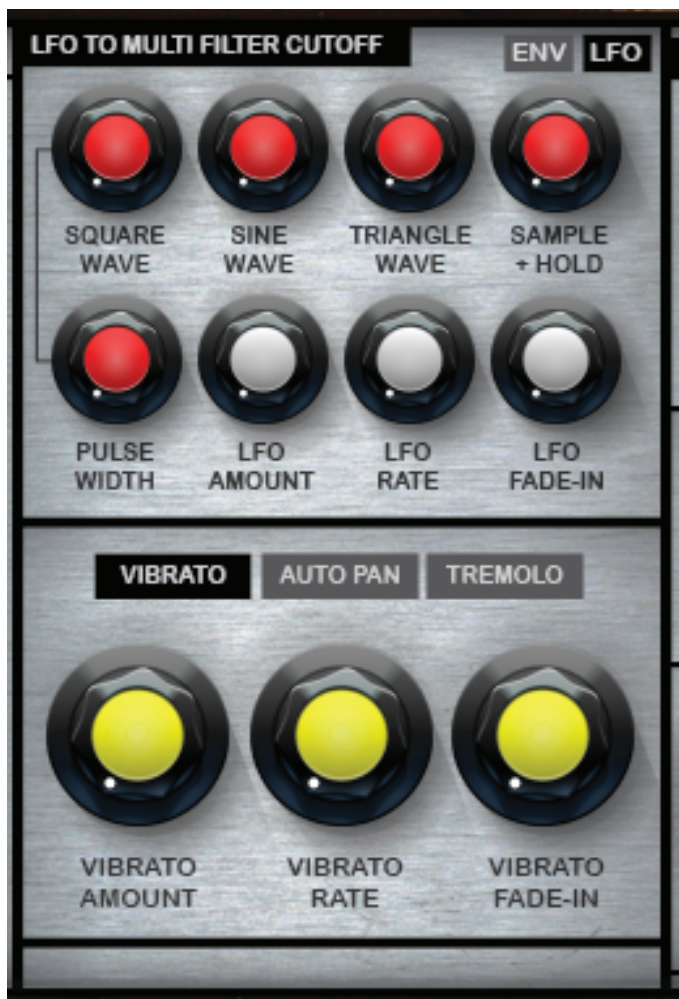 LFO TO MULTI FILTER CUTOFF
ENV LFO
SQUARE WAVE
SINE WAVE
TRIANGLE WAVE
SAMPLE + HOLD
PULSE WIDTH
LFO AMOUNT
LFO RATE
LFO FADE-IN
VIBRATO AUTO PAN TREMOLO
VIBRATO AMOUNT
VIBRATO RATE
VIBRATO FADE-IN